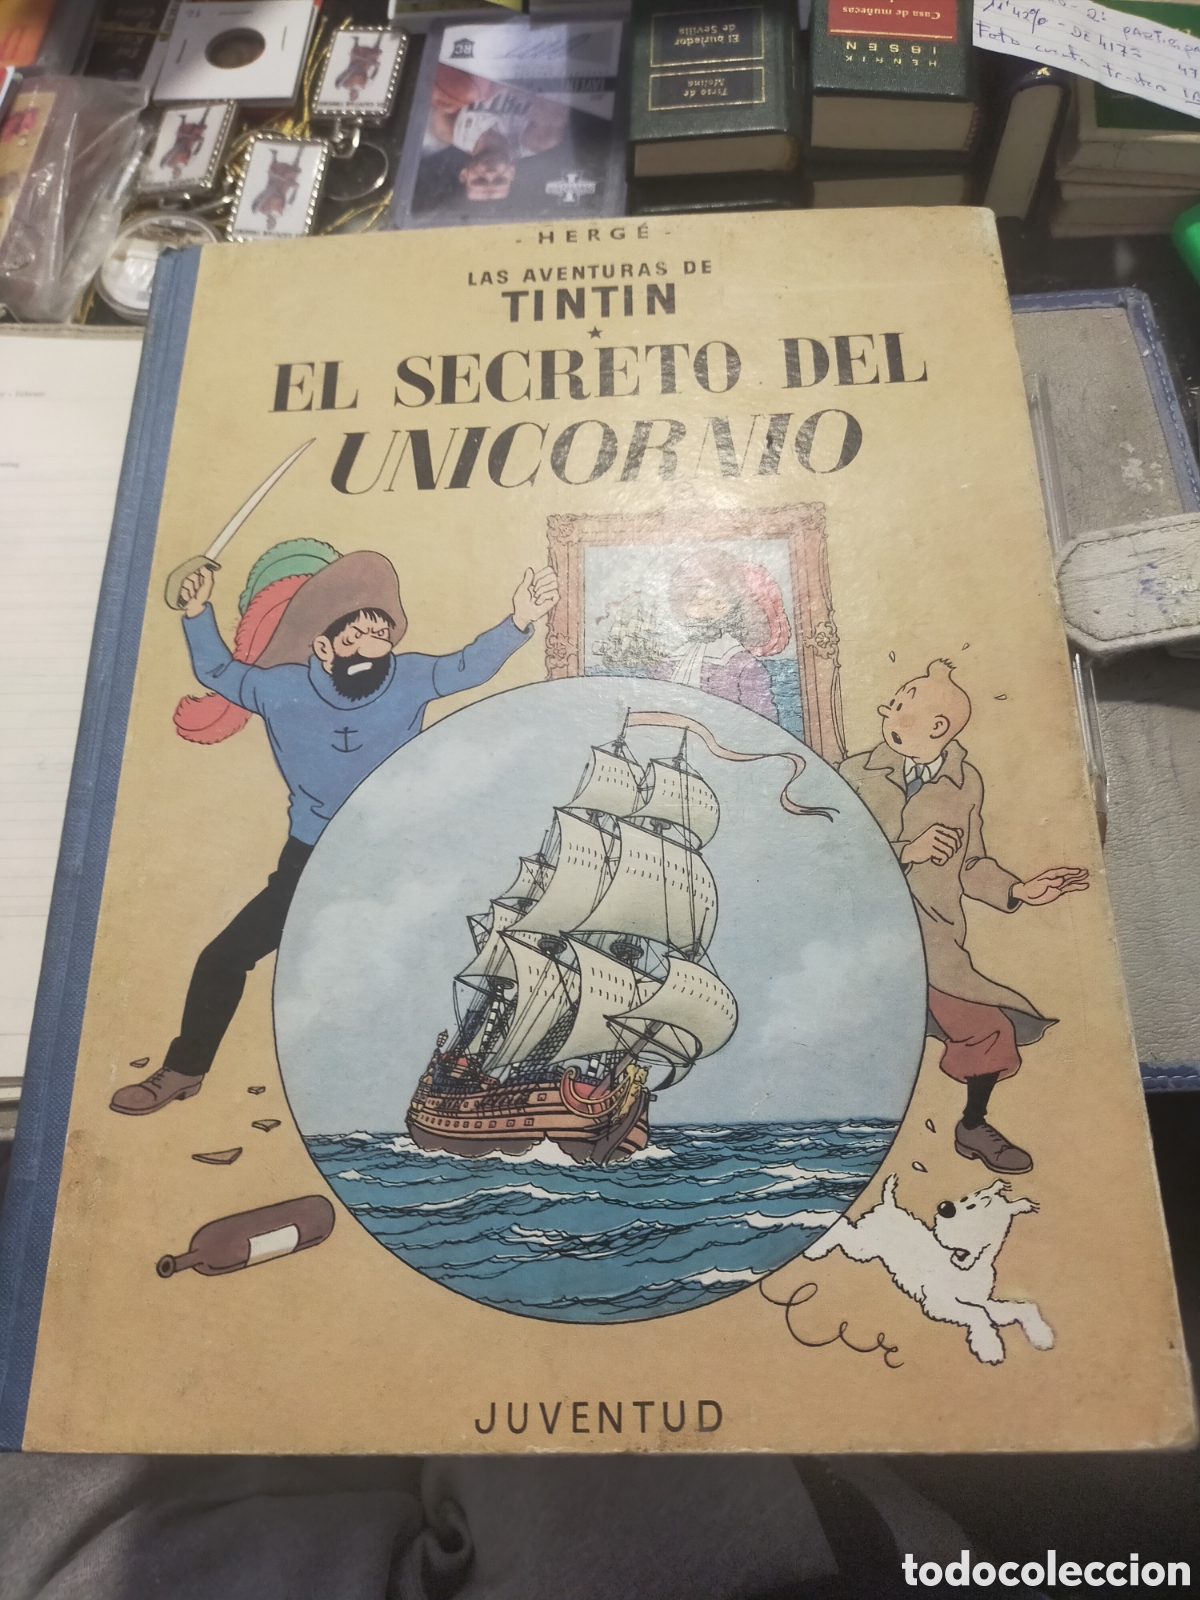 El burlador
de Sevilla
Tirso de
Molina
Casa de muñecas
HENRIK
IBSEN
RC
- HERGÉ -
LAS AVENTURAS DE
TINTIN
EL SECRETO DEL
UNICORNIO
JUVENTUD
todocoleccion